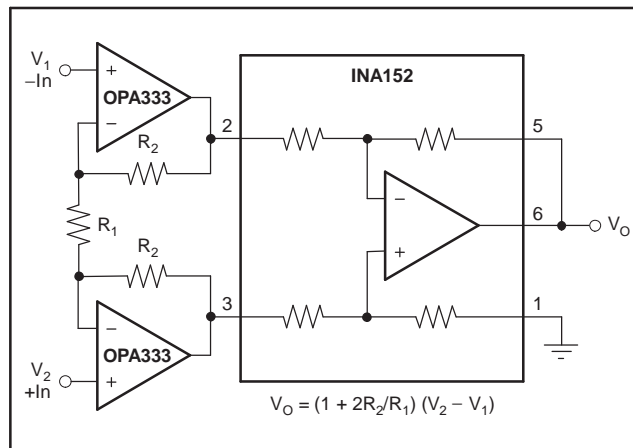 V1
−In
OPA333
R2
R1
R2
OPA333
V2
+In
INA152
2
5
6
3
1
VO
VO = (1 + 2R2/R1) (V2 − V1)